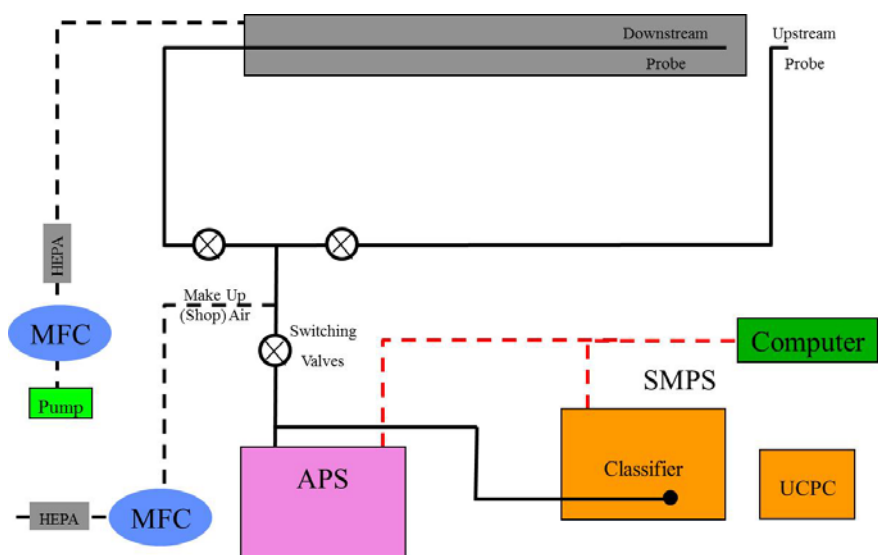 Downstream
Probe
Upstream
Probe
HEPA
MFC
Pump
Make Up
(Shop) Air
Switching
Valves
Computer
SMPS
APS
Classifier
UCPC
HEPA
MFC